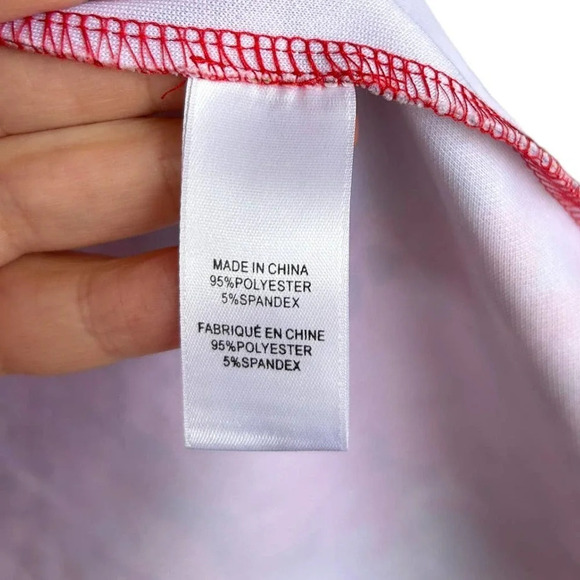 MADE IN CHINA
95%POLYESTER
5%SPANDEX
FABRIQUÉ EN CHINE
95%POLYESTER
5%SPANDEX